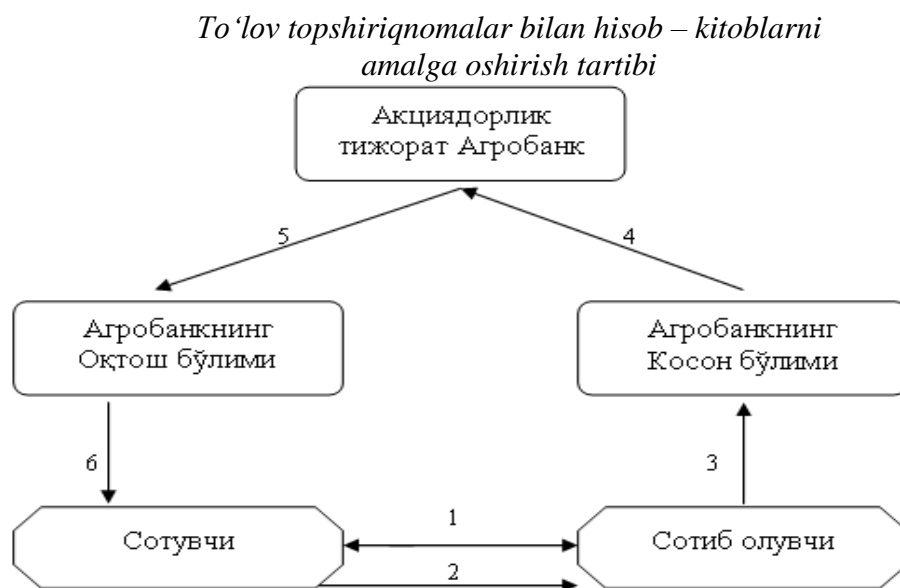 To‘lov topshiriqnomalar bilan hisob – kitoblarni
amalga oshirish tartibi
Акциядорлик
тижорат Агробанк
5
4
Агробанкнинг
Оқтош бўлими
Агробанкнинг
Косон бўлими
6
3
Сотувчи
1
Сотиб олувчи
2